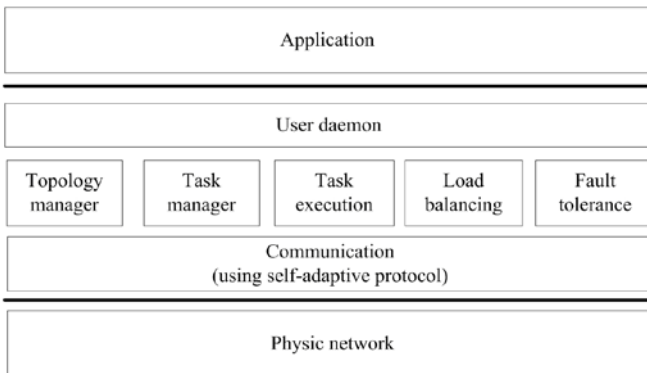 Application
User daemon
Topology
manager
Task
manager
Task
execution
Load
balancing
Fault
tolerance
Communication
(using self-adaptive protocol)
Physic network